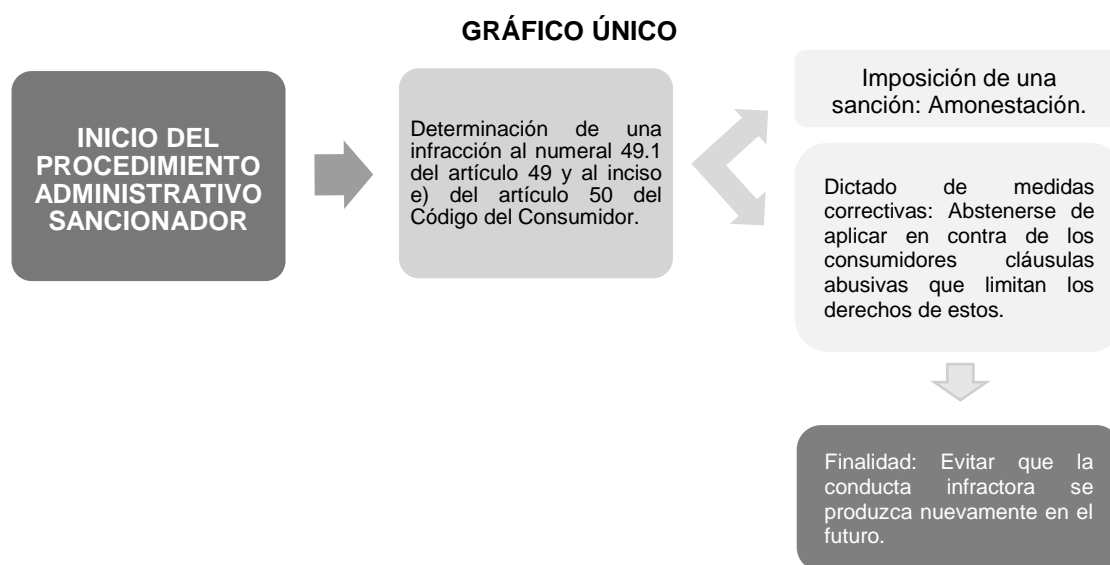 GRÁFICO ÚNICO
INICIO DEL
PROCEDIMIENTO
ADMINISTRATIVO
SANCIONADOR
Determinación de una
infracción al numeral 49.1
del artículo 49 y al inciso
e) del artículo 50 del
Código del Consumidor.
Imposición de una
sanción: Amonestación.
Dictado de medidas
correctivas: Abstenerse de
aplicar en contra de los
consumidores cláusulas
abusivas que limitan los
derechos de estos.
Finalidad: Evitar que la
conducta infractora se
produzca nuevamente en el
futuro.